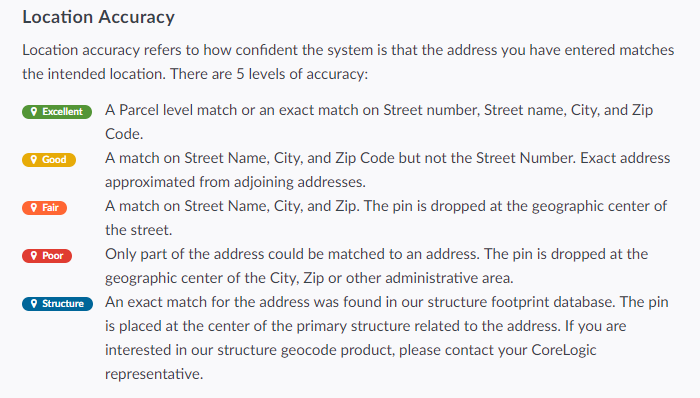 Location Accuracy
Location accuracy refers to how confident the system is that the address you have entered matches
the intended location. There are 5 levels of accuracy:
Excellent A Parcel level match or an exact match on Street number, Street name, City, and Zip
Code.
Good A match on Street Name, City, and Zip Code but not the Street Number. Exact address
approximated from adjoining addresses.
Fair A match on Street Name, City, and Zip. The pin is dropped at the geographic center of
the street.
Poor Only part of the address could be matched to an address. The pin is dropped at the
geographic center of the City, Zip or other administrative area.
Structure An exact match for the address was found in our structure footprint database. The pin
is placed at the center of the primary structure related to the address. If you are
interested in our structure geocode product, please contact your CoreLogic
representative.